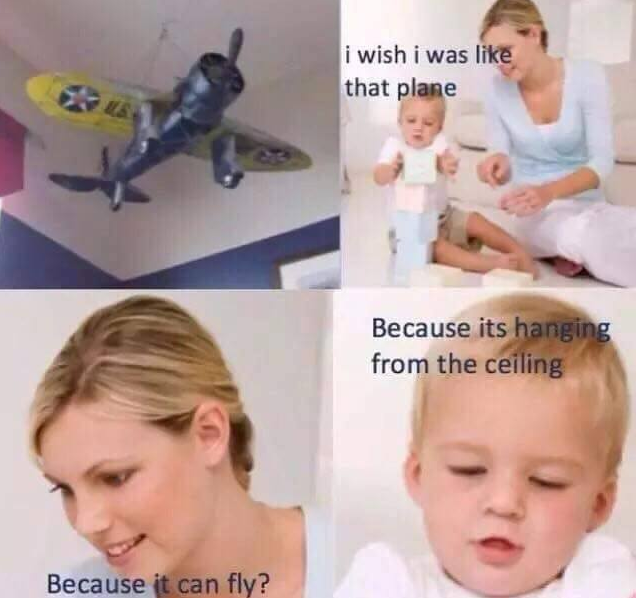 i wish i was like
that plane
Because it can fly?
Because its hanging
from the ceiling